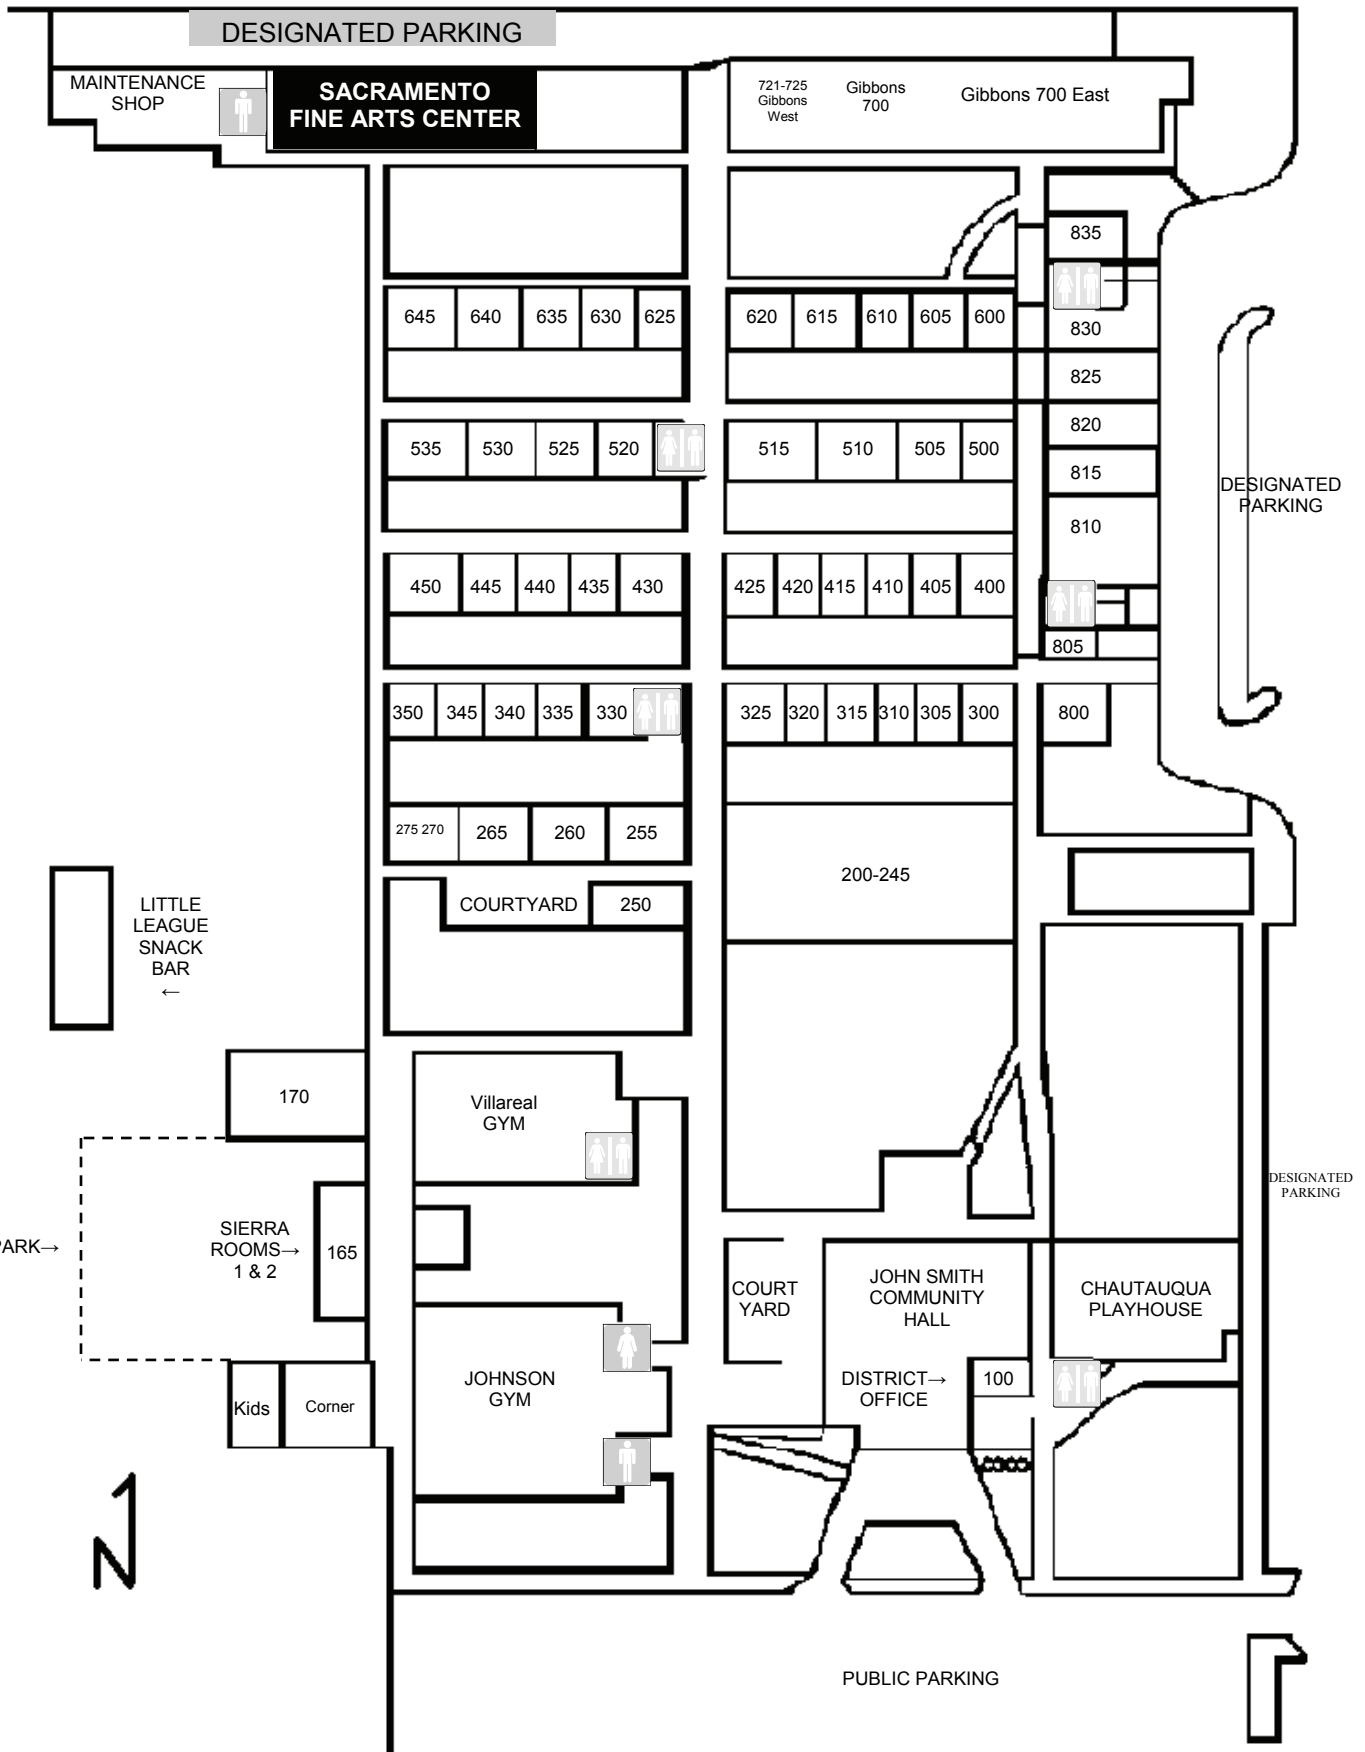 DESIGNATED PARKING
MAINTENANCE
SHOP
SACRAMENTO
FINE ARTS CENTER
721-725
Gibbons
West
Gibbons
700
Gibbons 700 East
835
645 640 635 630 625 620 615 610 605 600
830
825
535 530 525 520 515 510 505 500
820
815
810
DESIGNATED
PARKING
450 445 440 435 430 425 420 415 410 405 400
805
350 345 340 335 330 325 320 315 310 305 300
800
275 270 265 260 255
200-245
COURTYARD 250
LITTLE
LEAGUE
SNACK
BAR
←
170
Villareal
GYM
DESIGNATED
PARKING
PARK→
SIERRA
ROOMS→
1 & 2
165
COURT
YARD
JOHN SMITH
COMMUNITY
HALL
CHAUTAUQUA
PLAYHOUSE
JOHNSON
GYM
DISTRICT→
OFFICE
100
Kids Corner
N
PUBLIC PARKING